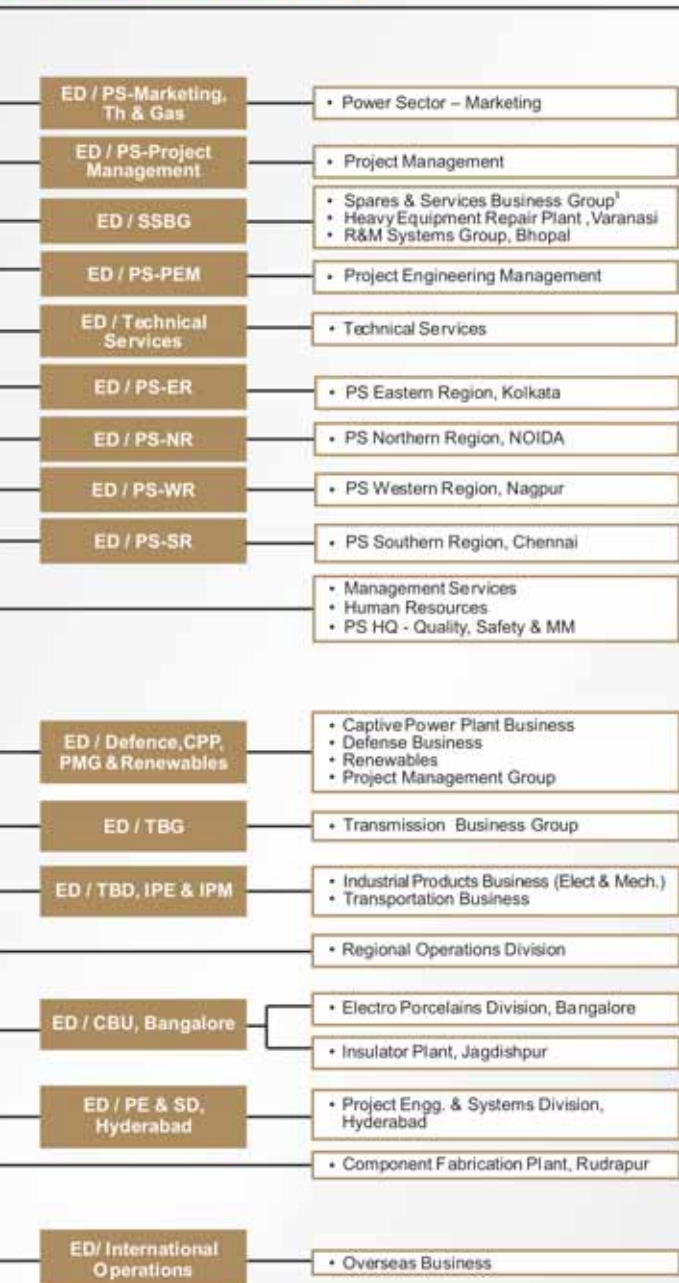 ED / PS-Marketing,
Th & Gas
• Power Sector – Marketing
ED / PS-Project
Management
• Project Management
ED / SSBG
• Spares & Services Business Group¹
• Heavy Equipment Repair Plant ,Varanasi
• R&M Systems Group, Bhopal
ED / PS-PEM
• Project Engineering Management
ED / Technical
Services
• Technical Services
ED / PS-ER
• PS Eastern Region, Kolkata
ED / PS-NR
• PS Northern Region, NOIDA
ED / PS-WR
• PS Western Region, Nagpur
ED / PS-SR
• PS Southern Region, Chennai
• Management Services
• Human Resources
• PS HQ - Quality, Safety & MM
ED / Defence,CPP,
PMG &Renewables
• Captive Power Plant Business
• Defense Business
• Renewables
• Project Management Group
ED / TBG
• Transmission Business Group
ED / TBD, IPE & IPM
• Industrial Products Business (Elect & Mech.)
• Transportation Business
• Regional Operations Division
ED / CBU, Bangalore
• Electro Porcelains Division, Bangalore
• Insulator Plant, Jagdishpur
ED / PE & SD,
Hyderabad
• Project Engg. & Systems Division,
Hyderabad
• Component Fabrication Plant, Rudrapur
ED/ International
Operations
• Overseas Business